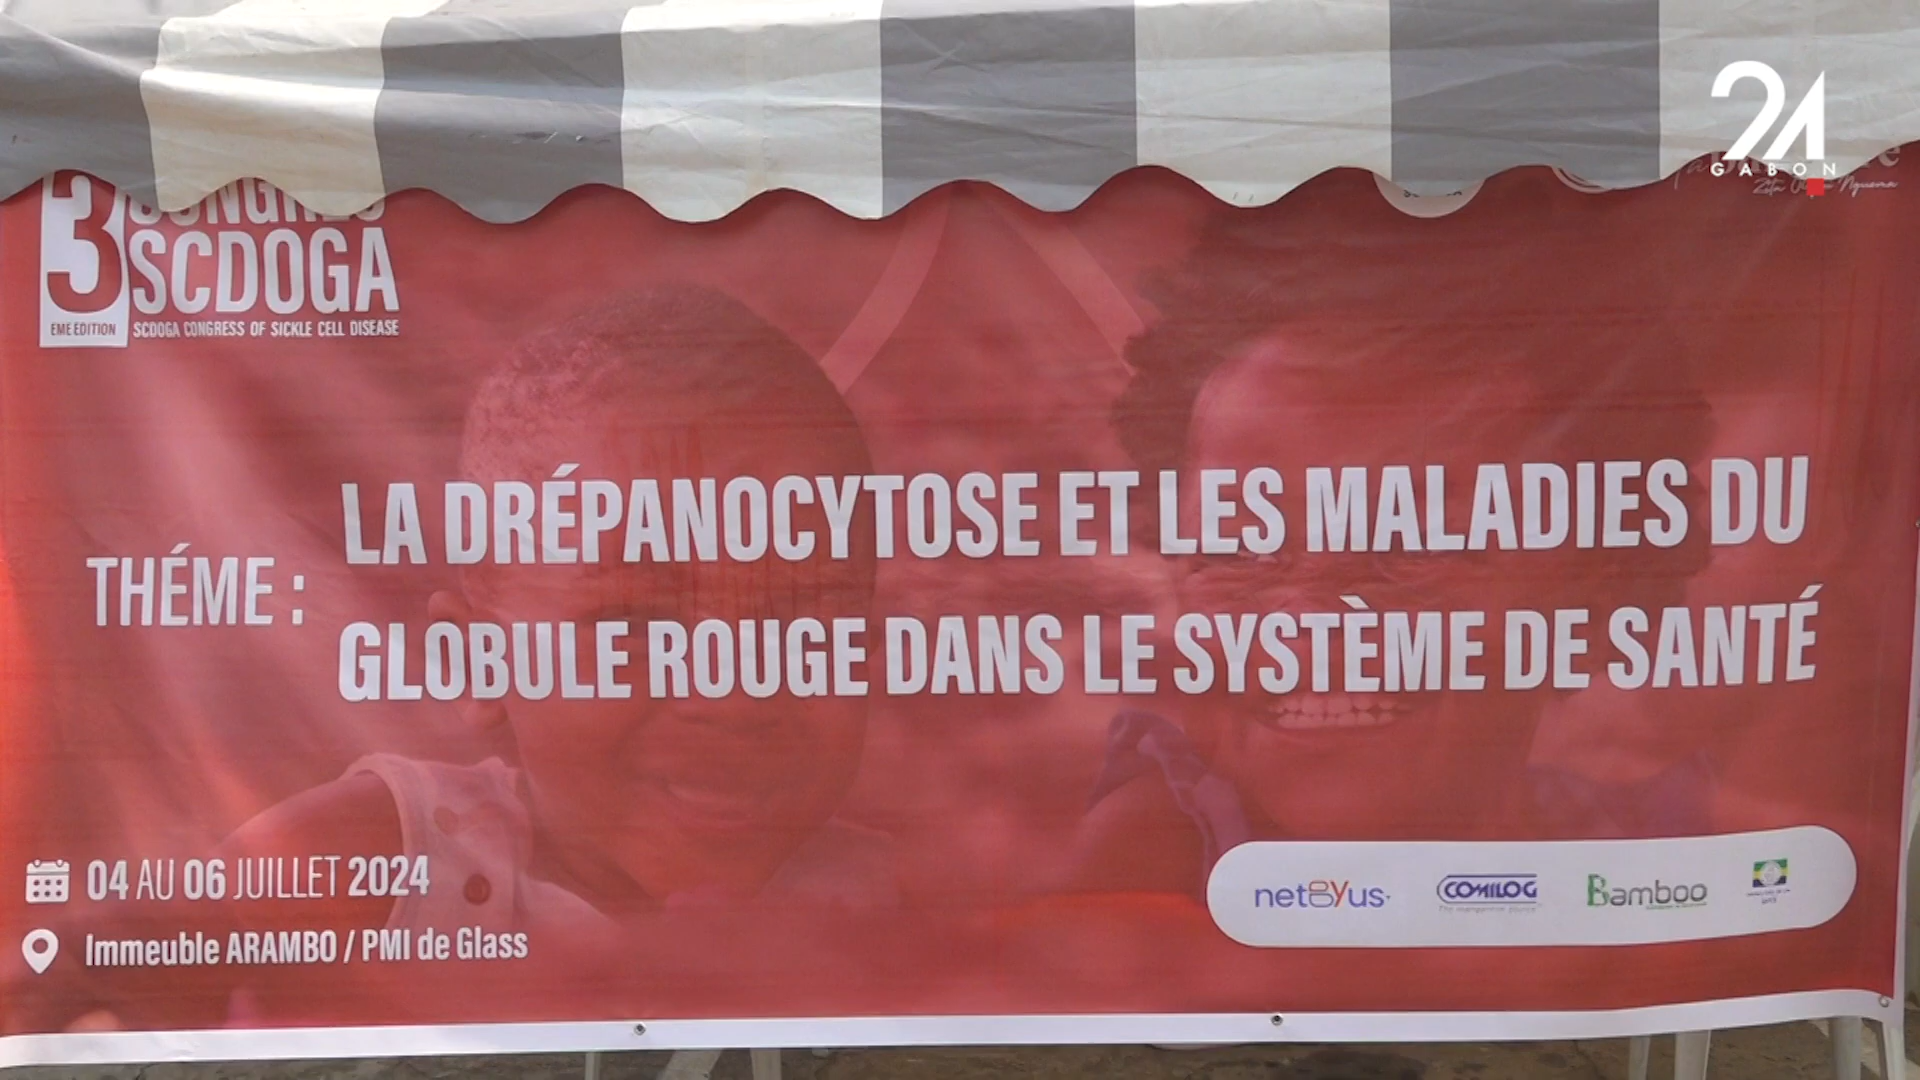 24
GABON
3
EME EDITION
CONGRES
SCDOGA
SCDOGA CONGRESS OF SICKLE CELL DISEASE
THÉME :
LA DRÉPANOCYTOSE ET LES MALADIES DU
GLOBULE ROUGE DANS LE SYSTÈME DE SANTÉ
04 AU 06 JUILLET 2024
Immeuble ARAMBO / PMI de Glass
netBYus
COMILOG
Bamboo